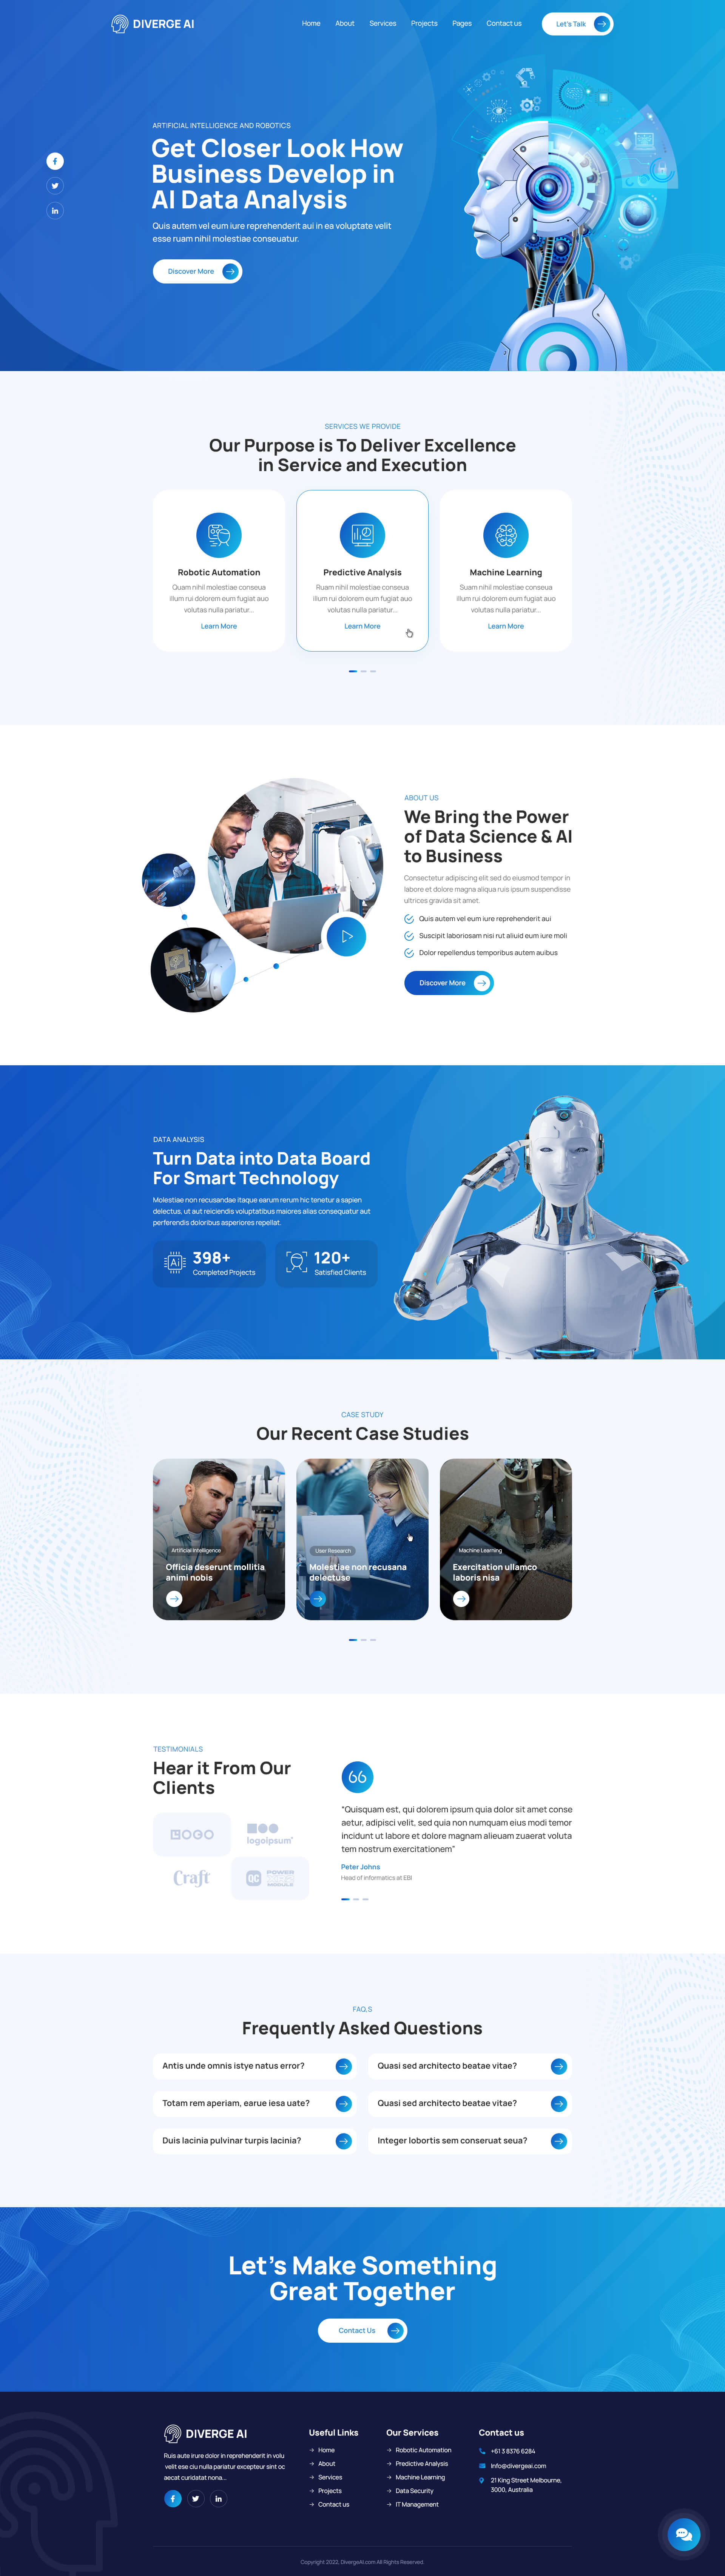 DIVERGE AI
Home About Services Projects Pages Contact us
Let's Talk
ARTIFICIAL INTELLIGENCE AND ROBOTICS
Get Closer Look How
Business Develop in
AI Data Analysis
Quis autem vel eum iure reprehenderit aui in ea voluptate velit
esse ruam nihil molestiae conseuatur.
Discover More
SERVICES WE PROVIDE
Our Purpose is To Deliver Excellence
in Service and Execution
Robotic Automation
Quam nihil molestiae conseua
illum rui dolorem eum fugiat auo
volutas nulla pariatur...
Learn More
Predictive Analysis
Ruam nihil molestiae conseua
illum rui dolorem eum fugiat auo
volutas nulla pariatur...
Learn More
Machine Learning
Suam nihil molestiae conseua
illum rui dolorem eum fugiat auo
volutas nulla pariatur...
Learn More
ABOUT US
We Bring the Power
of Data Science & AI
to Business
Consectetur adipiscing elit sed do eiusmod tempor in
labore et dolore magna aliqua ruis ipsum suspendisse
ultrices gravida sit amet.
Quis autem vel eum iure reprehenderit aui
Suscipit laboriosam nisi rut aliuid eum iure moli
Dolor repellendus temporibus autem auibus
Discover More
DATA ANALYSIS
Turn Data into Data Board
For Smart Technology
Molestiae non recusandae itaque earum rerum hic tenetur a sapien
delectus, ut aut reiciendis voluptatibus maiores alias consequatur aut
perferendis doloribus asperiores repellat.
Ai
398+
Completed Projects
120+
Satisfied Clients
CASE STUDY
Our Recent Case Studies
Artificial Intelligence
Officia deserunt mollitia
animi nobis
User Research
Molestiae non recusana
delectuse
Machine Learning
Exercitation ullamco
laboris nisa
TESTIMONIALS
Hear it From Our
Clients
LOGO
logoipsum
Craft
QC POWER
MODULO
"Quisquam est, qui dolorem ipsum quia dolor sit amet conse
aetur, adipisci velit, sed quia non numquam eius modi temor
incidunt ut labore et dolore magnam alieuam zuaerat voluta
tem nostrum exercitationem"
Peter Johns
Head of informatics at EBI
FAQ,S
Frequently Asked Questions
Antis unde omnis istye natus error?
Quasi sed architecto beatae vitae?
Totam rem aperiam, earue iesa uate?
Quasi sed architecto beatae vitae?
Duis lacinia pulvinar turpis lacinia?
Integer lobortis sem conseruat seua?
Let's Make Something
Great Together
Contact Us
DIVERGE AI
Ruis aute irure dolor in reprehenderit in volu
velit ese ciu nulla pariatur excepteur sint oc
aecat curidatat nona...
Useful Links
Home
About
Services
Projects
Contact us
Our Services
Robotic Automation
Predictive Analysis
Machine Learning
Data Security
IT Management
Contact us
+61 3 8376 6284
Info@divergeai.com
21 King Street Melbourne,
3000, Australia
Copyright 2022, DivergeAI.com All Rights Reserved.